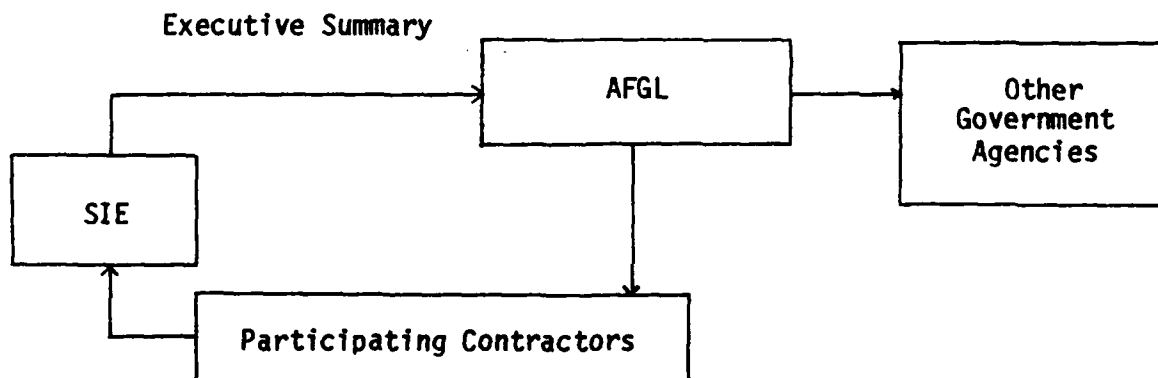 Executive Summary
AFGL
Other
Government
Agencies
SIE
Participating Contractors